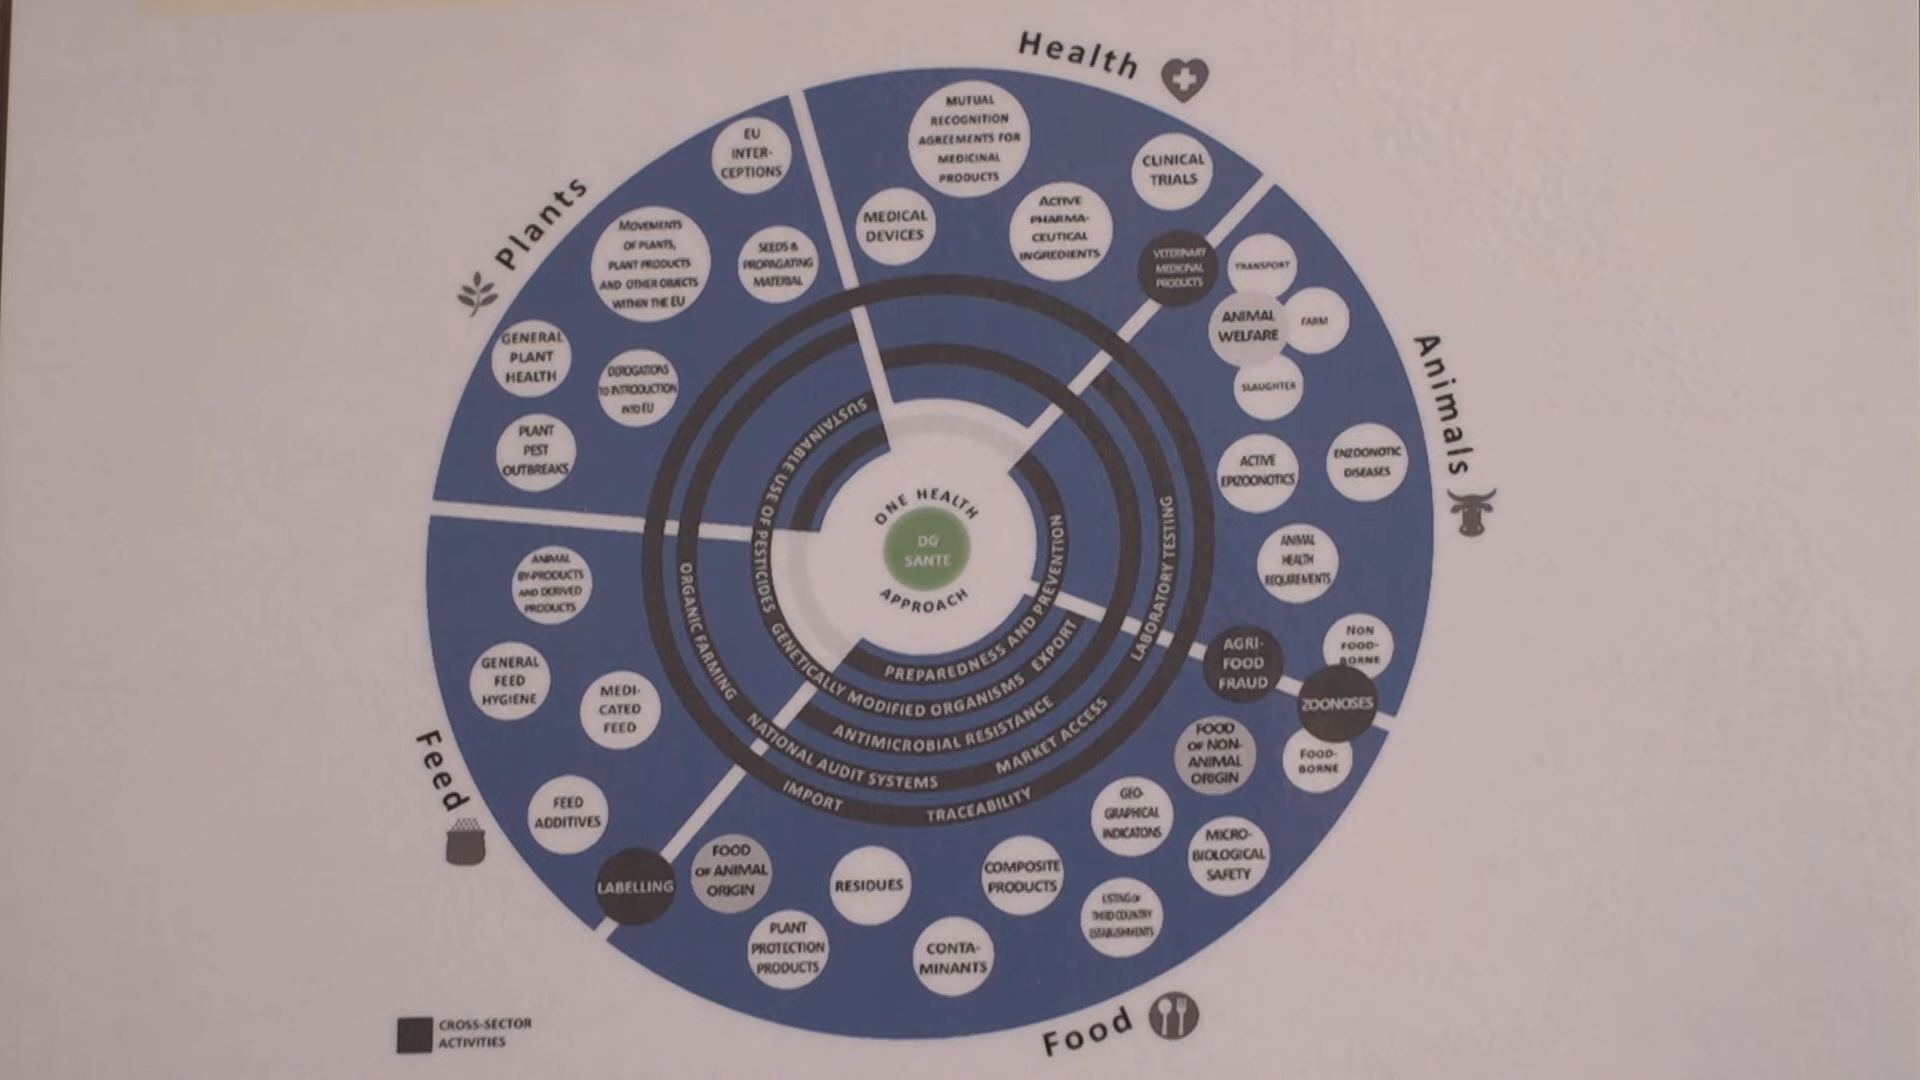 Health
MUTUAL
RECOGNITION
AGREEMENTS FOR
MEDICINAL
PRODUCTS
CLINICAL
TRIALS
MEDICAL
DEVICES
ACTIVE
PHARMA-
CEUTICAL
INGREDIENTS
VETERINARY
MEDICINAL
PRODUCTS
Plants
EU
INTER-
CEPTIONS
MOVEMENTS
OF PLANTS,
PLANT PRODUCTS
AND OTHER OBJECTS
WITHIN THE EU
SEEDS &
PROPAGATING
MATERIAL
GENERAL
PLANT
HEALTH
DEROGATIONS
TO INTRODUCTION
INTO EU
PLANT
PEST
OUTBREAKS
Animals
TRANSPORT
ANIMAL
WELFARE
FARM
SLAUGHTER
ACTIVE
EPIZOONOTICS
ENZOONOTIC
DISEASES
ANIMAL
HEALTH
REQUIREMENTS
NON
FOOD-
BORNE
AGRI-
FOOD
FRAUD
ZOONOSES
FOOD-
BORNE
SUSTAINABLE USE OF PESTICIDES
ONE HEALTH
DG
SANTE
APPROACH
PREPAREDNESS AND PREVENTION
LABORATORY TESTING
EXPORT
ORGANIC FARMING
GENETICALLY MODIFIED ORGANISMS
ANTIMICROBIAL RESISTANCE
NATIONAL AUDIT SYSTEMS
MARKET ACCESS
IMPORT
TRACEABILITY
Feed
ANIMAL
BY-PRODUCTS
AND DERIVED
PRODUCTS
GENERAL
FEED
HYGIENE
MEDI-
CATED
FEED
FEED
ADDITIVES
LABELLING
Food
FOOD
OF NON-
ANIMAL
ORIGIN
GEO-
GRAPHICAL
INDICATONS
MICRO-
BIOLOGICAL
SAFETY
FOOD
OF ANIMAL
ORIGIN
RESIDUES
COMPOSITE
PRODUCTS
LISTING OF
THIRD COUNTRY
ESTABLISHMENTS
PLANT
PROTECTION
PRODUCTS
CONTA-
MINANTS
CROSS-SECTOR
ACTIVITIES